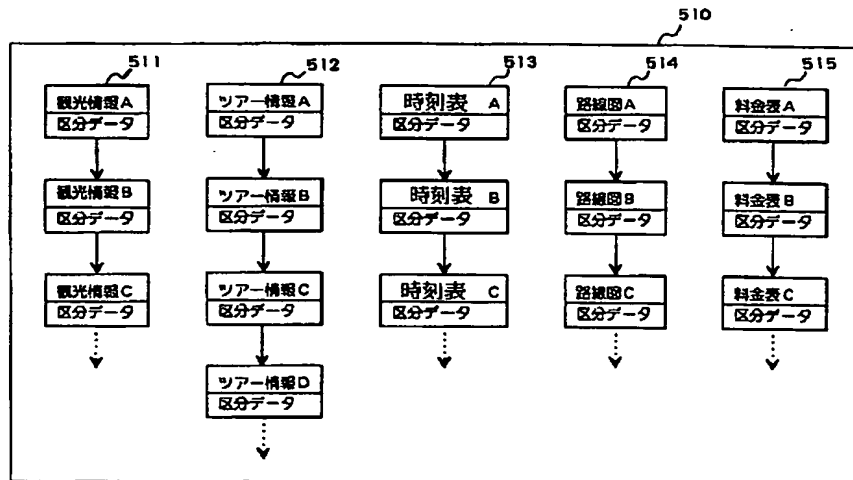 510
511
観光情報A
区分データ
観光情報B
区分データ
観光情報C
区分データ
512
ツアー情報A
区分データ
ツアー情報B
区分データ
ツアー情報C
区分データ
ツアー情報D
区分データ
513
時刻表 A
区分データ
時刻表 B
区分データ
時刻表 C
区分データ
514
路線図A
区分データ
路線図B
区分データ
路線図C
区分データ
515
料金表A
区分データ
料金表B
区分データ
料金表C
区分データ